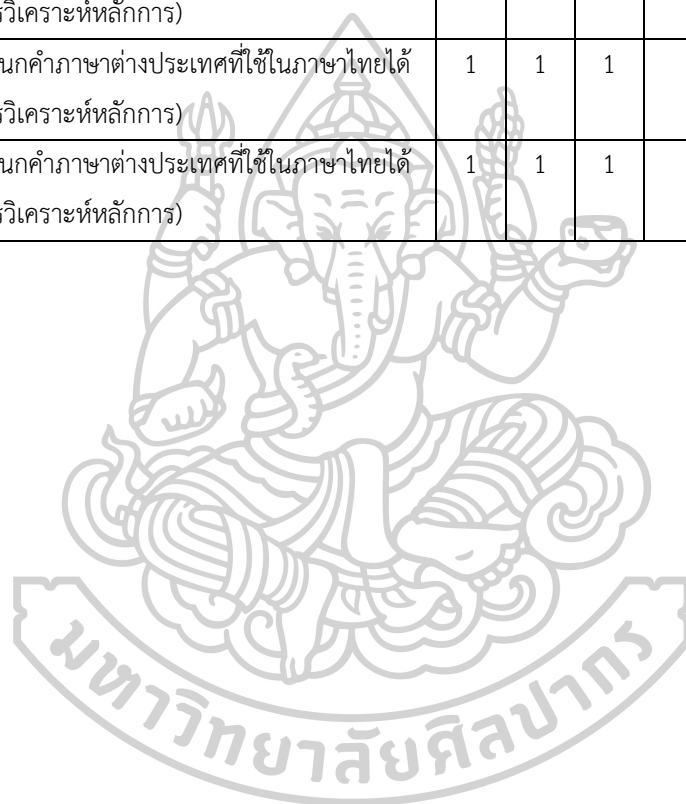 รวิเคราะห์หลักการ)
นกคำภาษาต่างประเทศที่ใช้ในภาษาไทยได้ 1 1 1
รวิเคราะห์หลักการ)
นกคำภาษาต่างประเทศที่ใช้ในภาษาไทยได้ 1 1 1
รวิเคราะห์หลักการ)
มหาวิทยาลัยศิลปากร